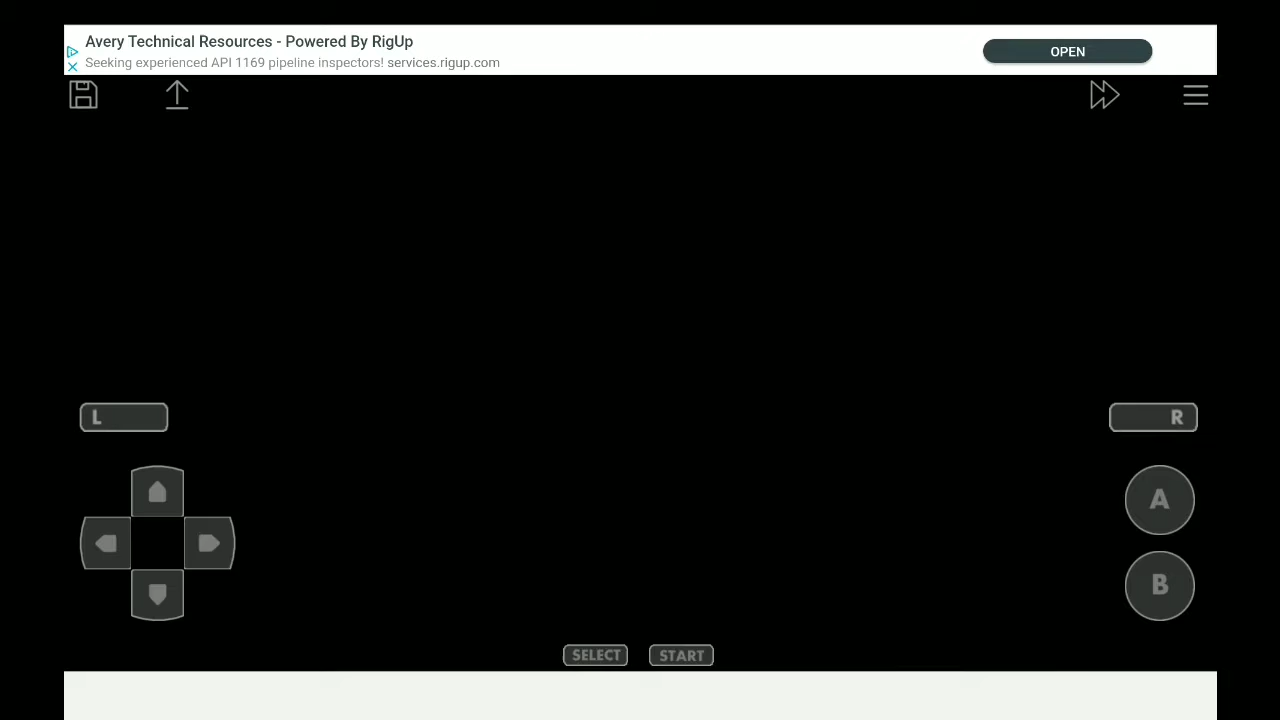 Avery Technical Resources - Powered By RigUp
Seeking experienced API 1169 pipeline inspectors! services.rigup.com
OPEN
L
R
A
B
SELECT
START